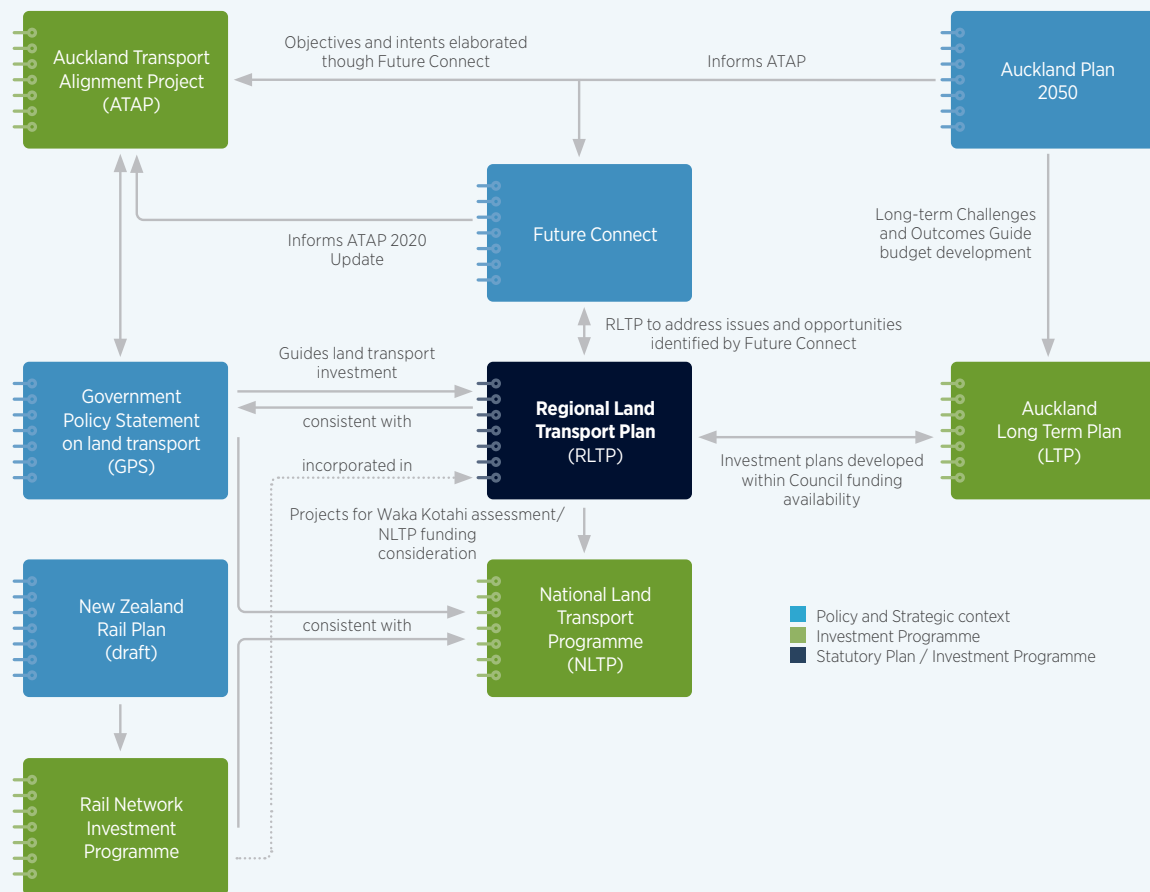 Auckland Transport
Alignment Project
(ATAP)
Objectives and intents elaborated
though Future Connect
Informs ATAP
Auckland Plan
2050
Future Connect
Informs ATAP 2020
Update
Long-term Challenges
and Outcomes Guide
budget development
RLTP to address issues and opportunities
identified by Future Connect
Government
Policy Statement
on land transport
(GPS)
Guides land transport
investment
consistent with
incorporated in
Regional Land
Transport Plan
(RLTP)
Auckland
Long Term Plan
(LTP)
Investment plans developed
within Council funding
availability
Projects for Waka Kotahi assessment/
NLTP funding
consideration
New Zealand
Rail Plan
(draft)
consistent with
National Land
Transport
Programme
(NLTP)
Policy and Strategic context
Investment Programme
Statutory Plan / Investment Programme
Rail Network
Investment
Programme